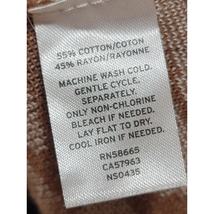 55% COTTON/COTON
45% RAYON/RAYONNE
MACHINE WASH COLD.
GENTLE CYCLE.
SEPARATELY.
ONLY NON-CHLORINE
BLEACH IF NEEDED.
LAY FLAT TO DRY.
COOL IRON IF NEEDED.
RN58665
CA57963
NS0435